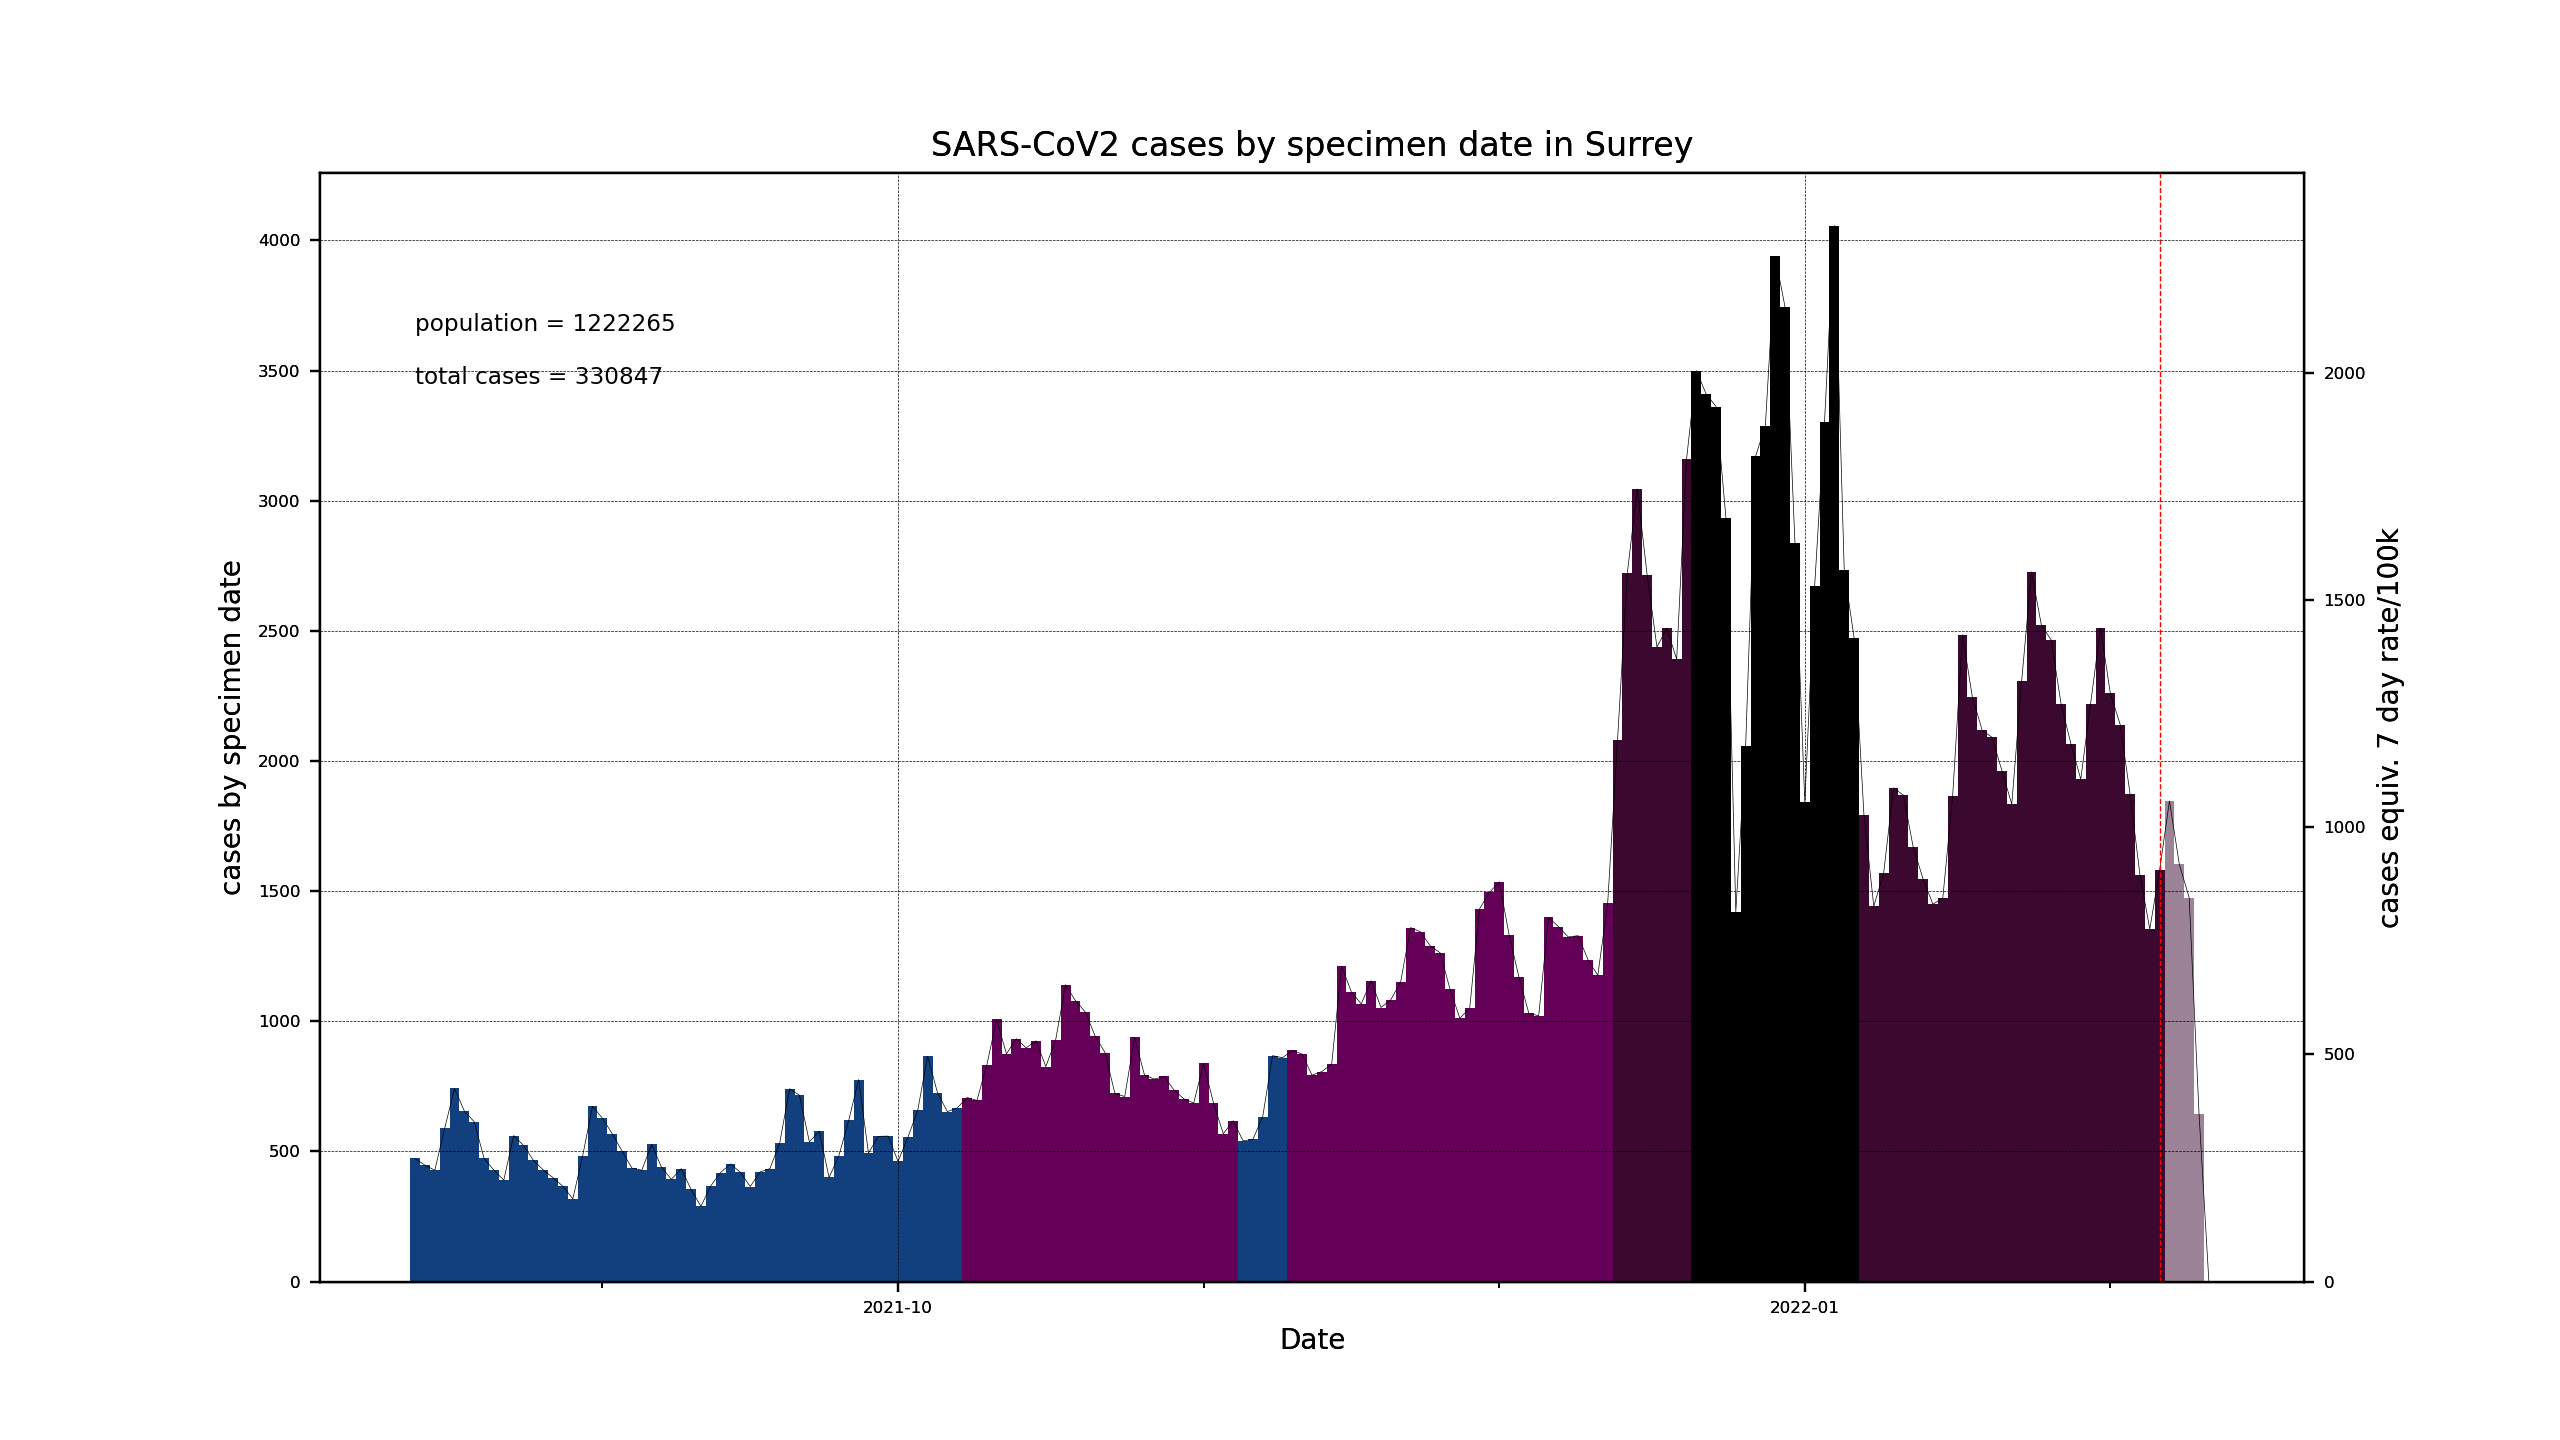 SARS-CoV2 cases by specimen date in Surrey
population = 1222265
total cases = 330847
cases by specimen date
4000
3500
3000
2500
2000
1500
1000
500
0
2000
1500
1000
500
0
cases equiv. 7 day rate/100k
2021-10
2022-01
Date